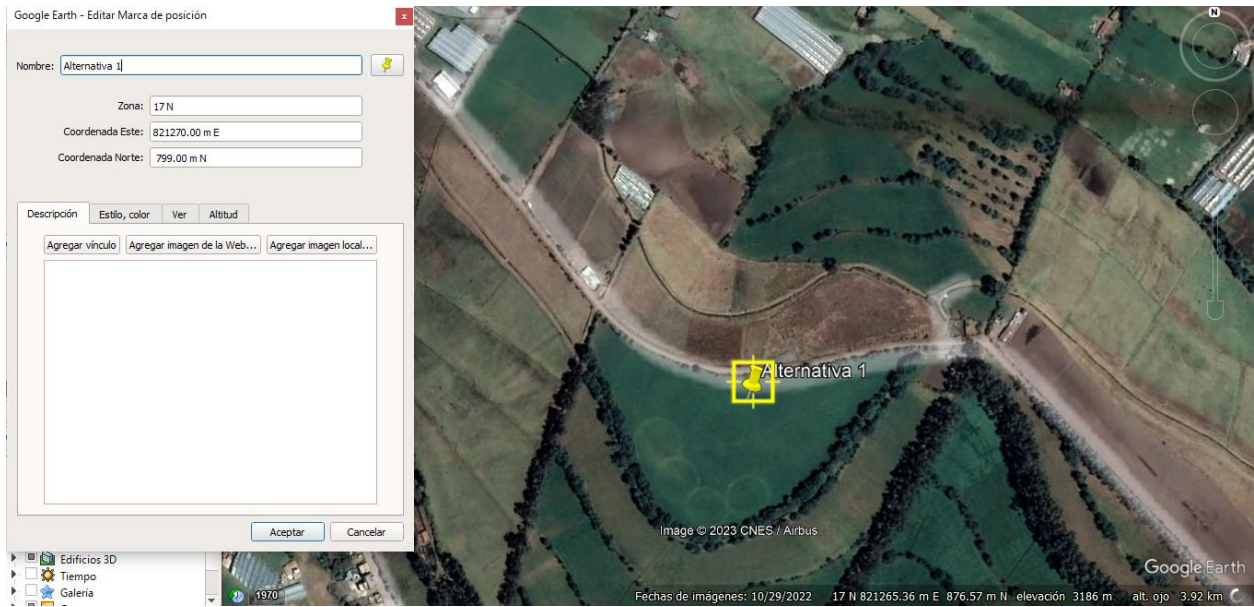 Google Earth - Editar Marca de posición
x
Nombre: Alternativa 1
Zona: 17 N
Coordenada Este: 821270.00 m E
Coordenada Norte: 799.00 m N
Descripción Estilo, color Ver Altitud
Agregar vínculo Agregar imagen de la Web... Agregar imagen local...
Aceptar Cancelar
Edificios 3D
Tiempo
Galería
N
Alternativa 1
Image © 2023 CNES / Airbus
Google Earth
1970
Fechas de imágenes: 10/29/2022 17 N 821265.36 m E 876.57 m N elevación 3186 m alt. ojo 3.92 km